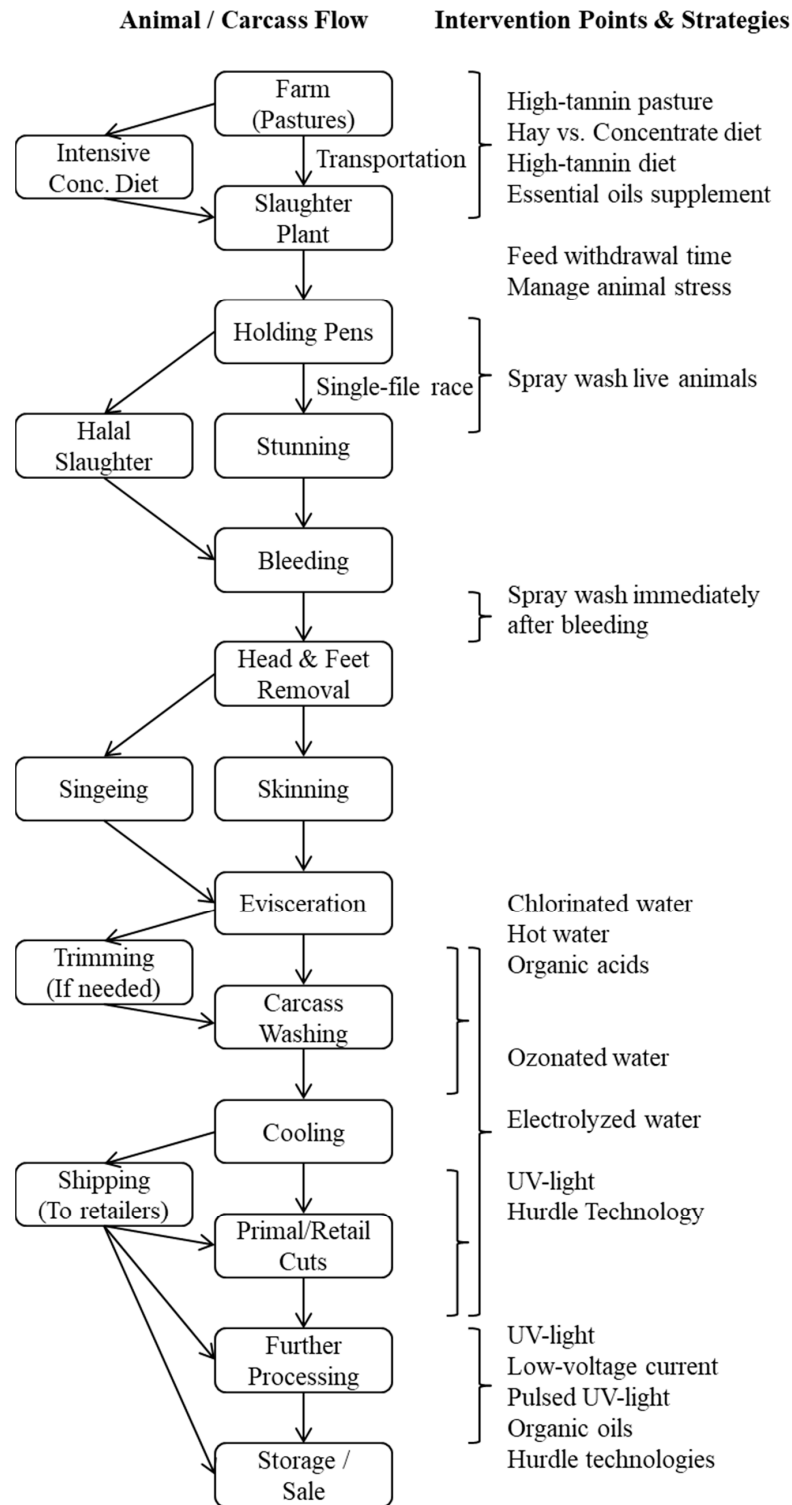 Animal / Carcass Flow
Intervention Points & Strategies
Farm
(Pastures)
High-tannin pasture
Hay vs. Concentrate diet
High-tannin diet
Essential oils supplement
Intensive
Conc. Diet
Transportation
Slaughter
Plant
Feed withdrawal time
Manage animal stress
Holding Pens
Single-file race
Spray wash live animals
Halal
Slaughter
Stunning
Bleeding
Spray wash immediately
after bleeding
Head & Feet
Removal
Singeing
Skinning
Evisceration
Chlorinated water
Hot water
Organic acids
Trimming
(If needed)
Carcass
Washing
Ozonated water
Cooling
Electrolyzed water
Shipping
(To retailers)
UV-light
Hurdle Technology
Primal/Retail
Cuts
Further
Processing
UV-light
Low-voltage current
Pulsed UV-light
Organic oils
Hurdle technologies
Storage /
Sale